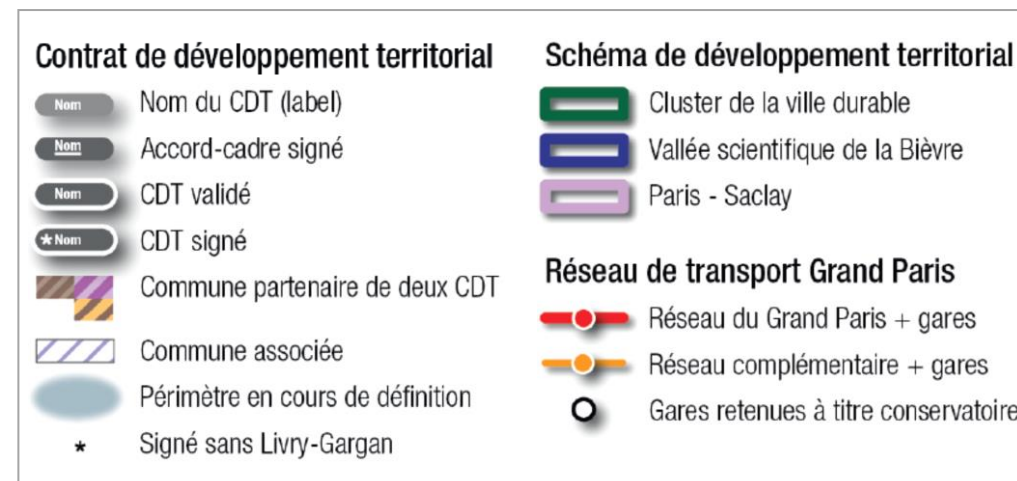 Contrat de développement territorial
Nom Nom du CDT (label)
Nom Accord-cadre signé
Nom CDT validé
*Nom CDT signé
Commune partenaire de deux CDT
Commune associée
Périmètre en cours de définition
* Signé sans Livry-Gargan
Schéma de développement territorial
Cluster de la ville durable
Vallée scientifique de la Bièvre
Paris - Saclay
Réseau de transport Grand Paris
Réseau du Grand Paris + gares
Réseau complémentaire + gares
Gares retenues à titre conservatoire